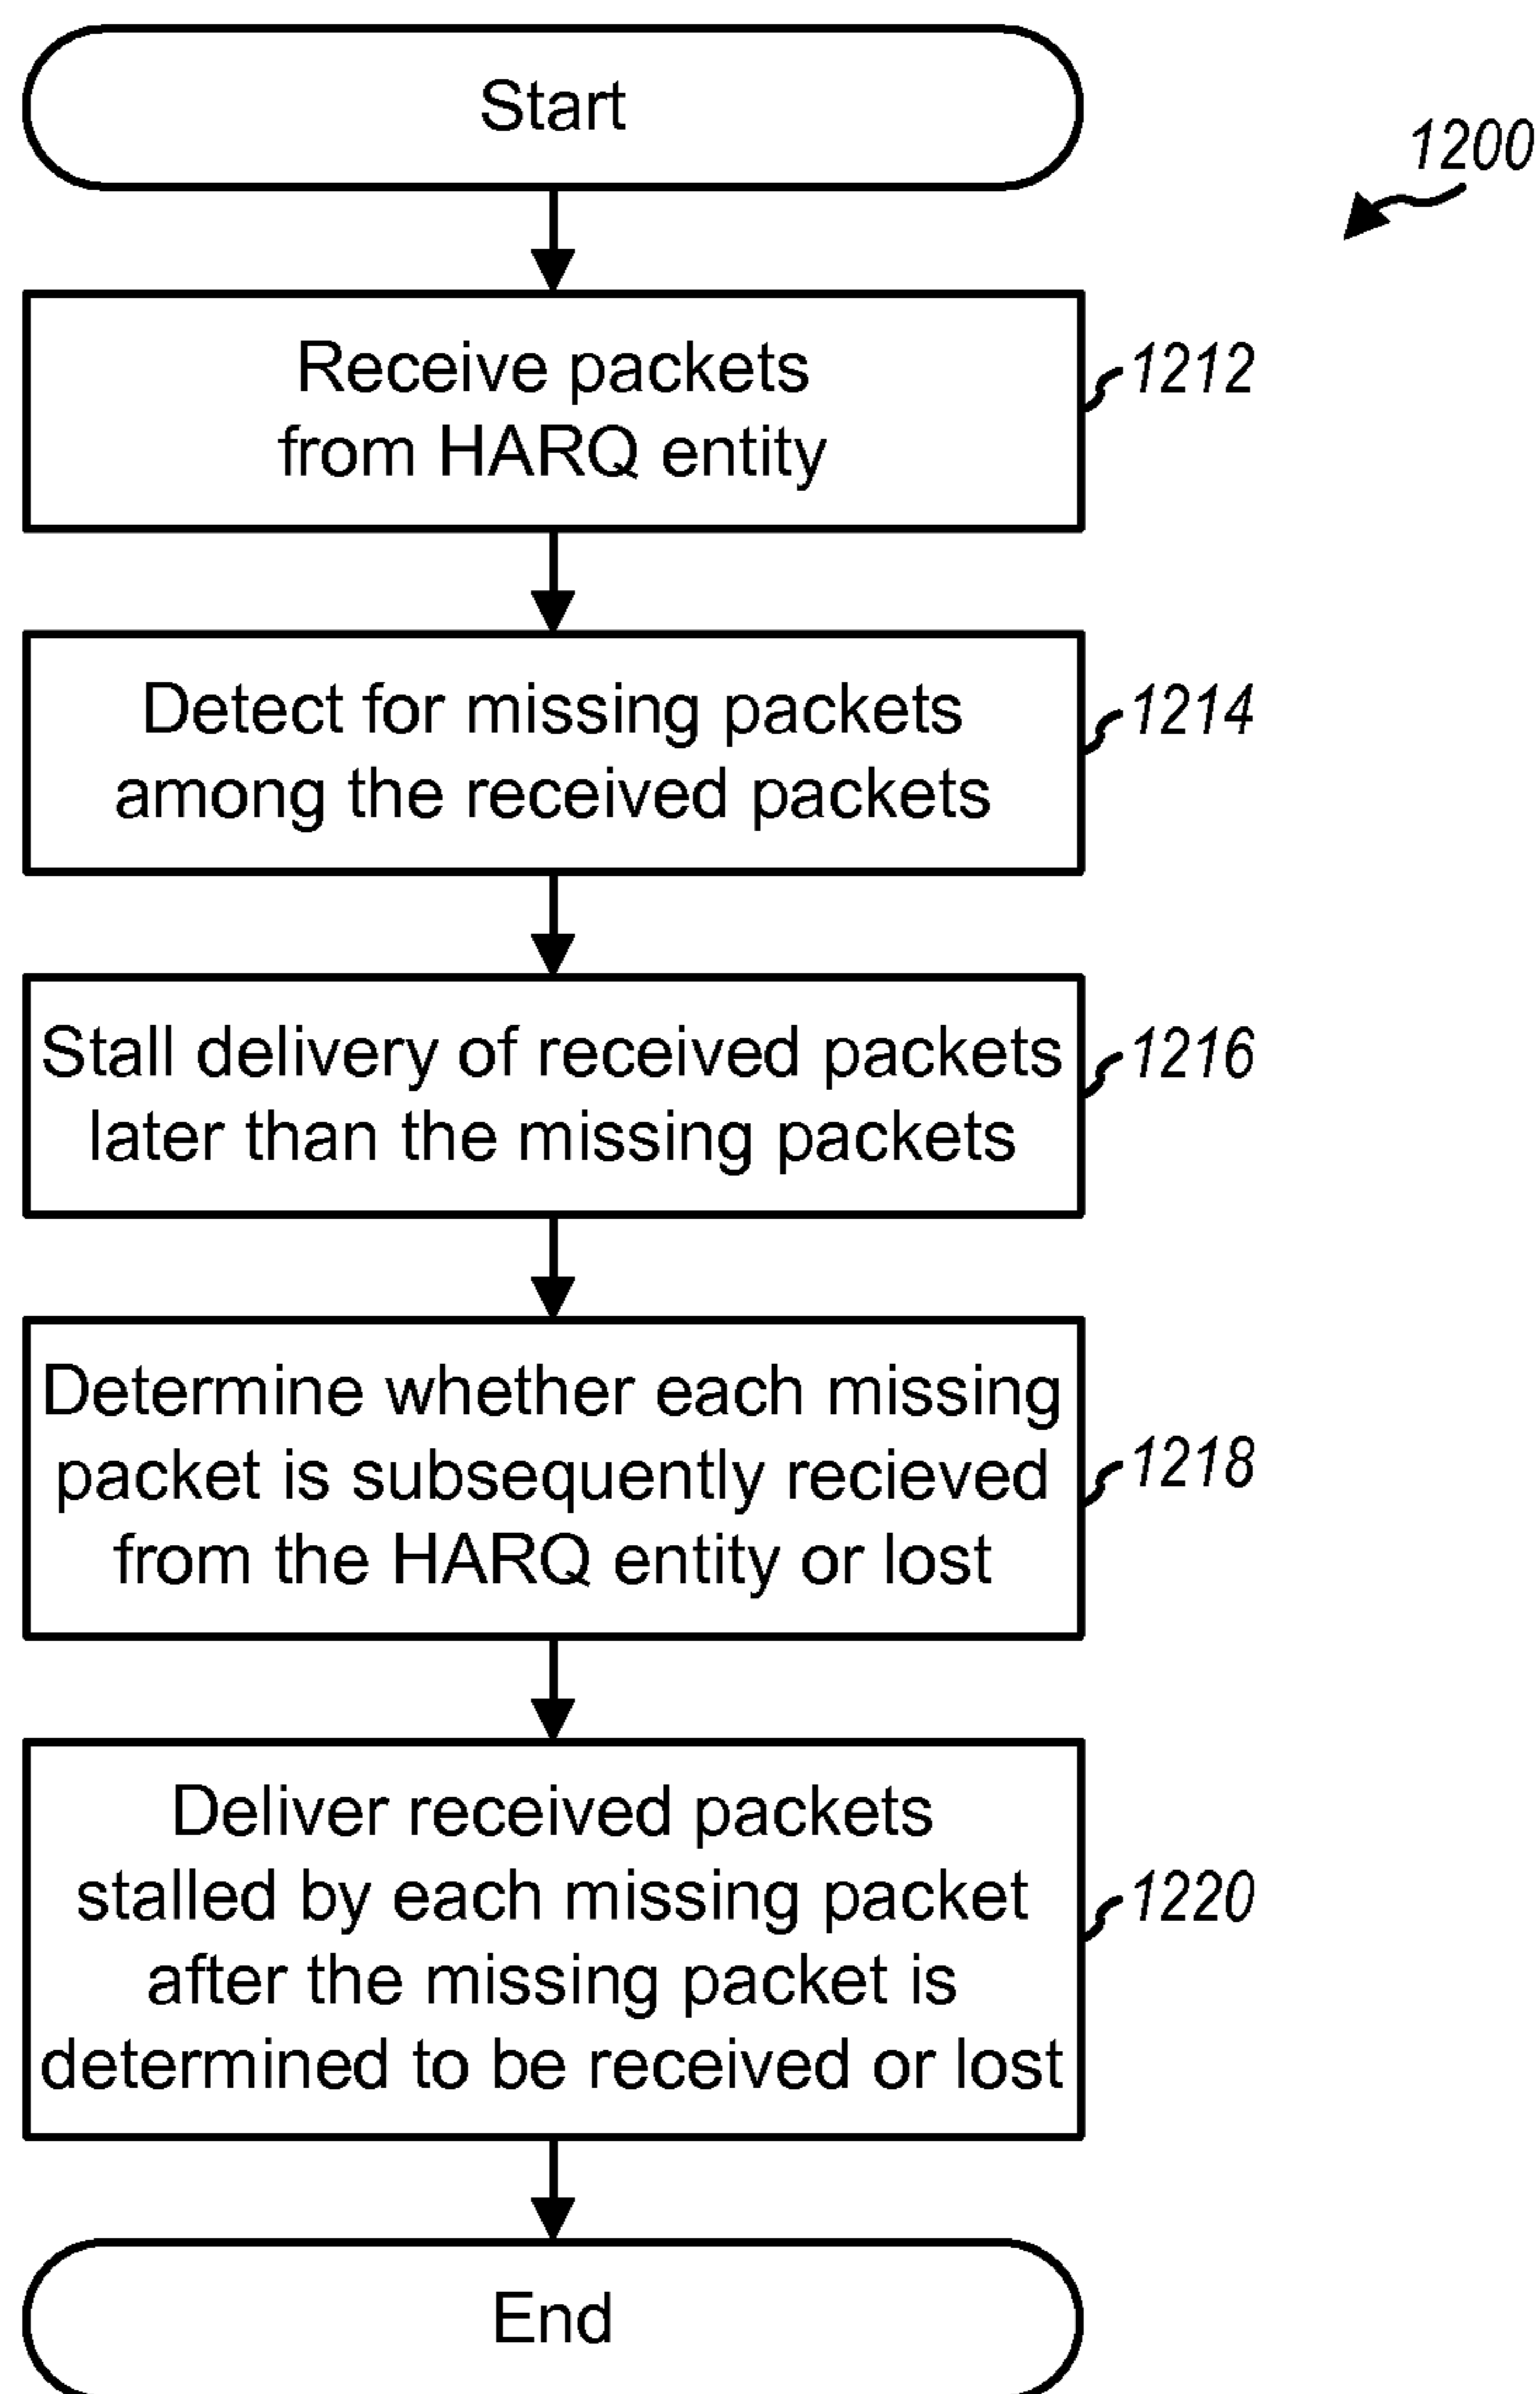 Start
1200
Receive packets
from HARQ entity
1212
Detect for missing packets
among the received packets
1214
Stall delivery of received packets
later than the missing packets
1216
Determine whether each missing
packet is subsequently recieved
from the HARQ entity or lost
1218
Deliver received packets
stalled by each missing packet
after the missing packet is
determined to be received or lost
1220
End